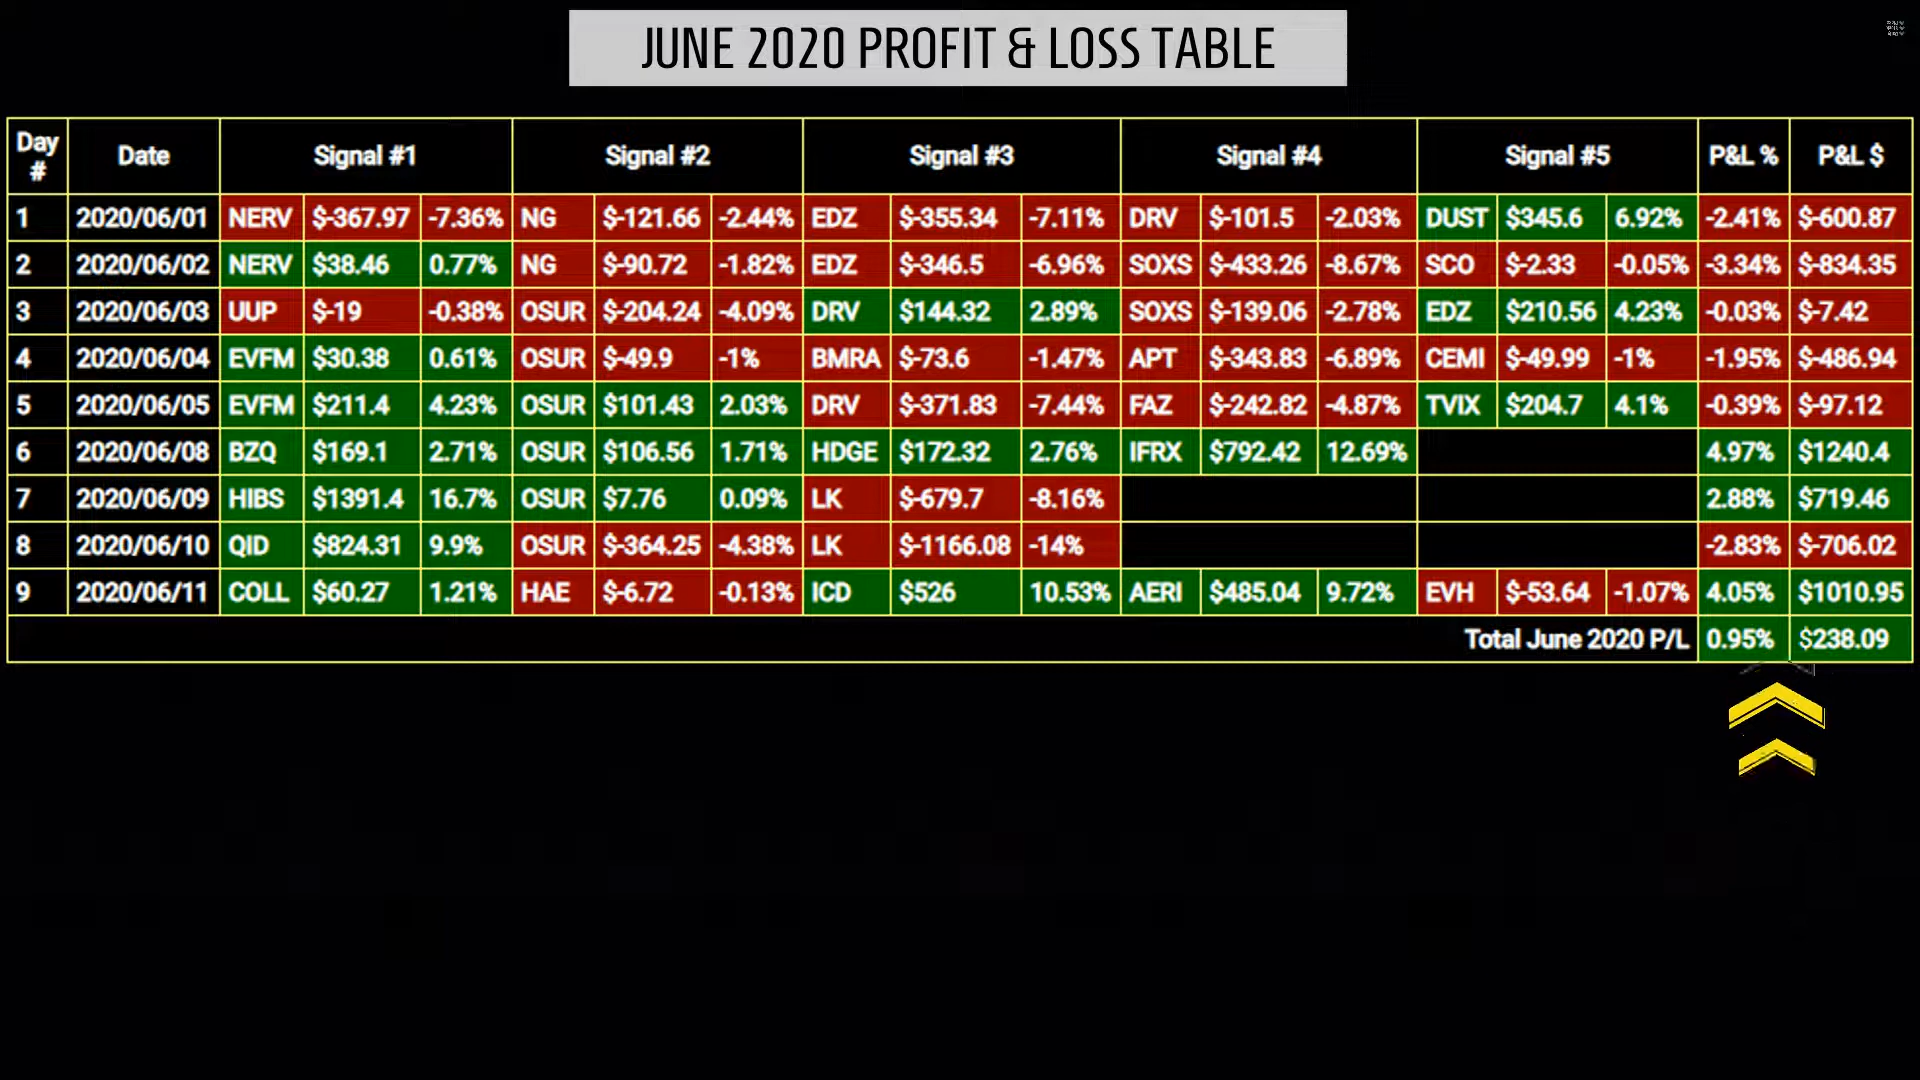 JUNE 2020 PROFIT & LOSS TABLE
Day # Date Signal #1 Signal #2 Signal #3 Signal #4 Signal #5 P&L % P&L $
1 2020/06/01 NERV $-367.97 -7.36% NG $-121.66 -2.44% EDZ $-355.34 -7.11% DRV $-101.5 -2.03% DUST $345.6 6.92% -2.41% $-600.87
2 2020/06/02 NERV $38.46 0.77% NG $-90.72 -1.82% EDZ $-346.5 -6.96% SOXS $-433.26 -8.67% SCO $-2.33 -0.05% -3.34% $-834.35
3 2020/06/03 UUP $-19 -0.38% OSUR $-204.24 -4.09% DRV $144.32 2.89% SOXS $-139.06 -2.78% EDZ $210.56 4.23% -0.03% $-7.42
4 2020/06/04 EVFM $30.38 0.61% OSUR $-49.9 -1% BMRA $-73.6 -1.47% APT $-343.83 -6.89% CEMI $-49.99 -1% -1.95% $-486.94
5 2020/06/05 EVFM $211.4 4.23% OSUR $101.43 2.03% DRV $-371.83 -7.44% FAZ $-242.82 -4.87% TVIX $204.7 4.1% -0.39% $-97.12
6 2020/06/08 BZQ $169.1 2.71% OSUR $106.56 1.71% HDGE $172.32 2.76% IFRX $792.42 12.69% 4.97% $1240.4
7 2020/06/09 HIBS $1391.4 16.7% OSUR $7.76 0.09% LK $-679.7 -8.16% 2.88% $719.46
8 2020/06/10 QID $824.31 9.9% OSUR $-364.25 -4.38% LK $-1166.08 -14% -2.83% $-706.02
9 2020/06/11 COLL $60.27 1.21% HAE $-6.72 -0.13% ICD $526 10.53% AERI $485.04 9.72% EVH $-53.64 -1.07% 4.05% $1010.95
Total June 2020 P/L 0.95% $238.09